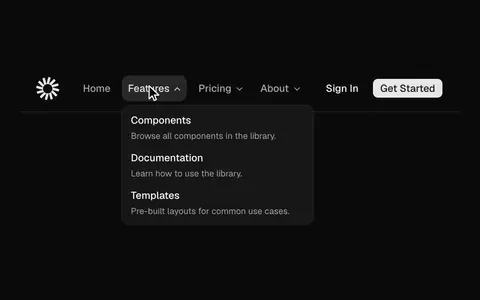 Home
Features
Pricing
About
Sign In
Get Started
Components
Browse all components in the library.
Documentation
Learn how to use the library.
Templates
Pre-built layouts for common use cases.